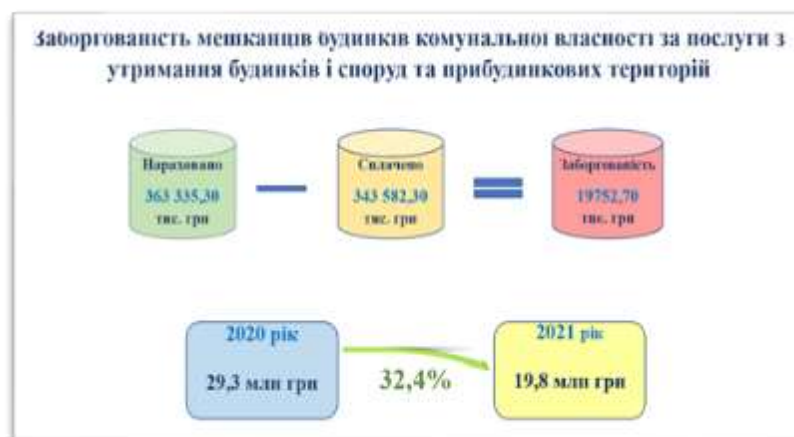 Заборгованість мешканців будинків комунальної власності за послуги з
утримання будинків і споруд та прибудинкових територій
Нараховано
363 335,30
тис. грн
Сплачено
343 582,30
тис. грн
Заборгованість
19752,70
тис. грн
2020 рік
29,3 млн грн
32,4%
2021 рік
19,8 млн грн